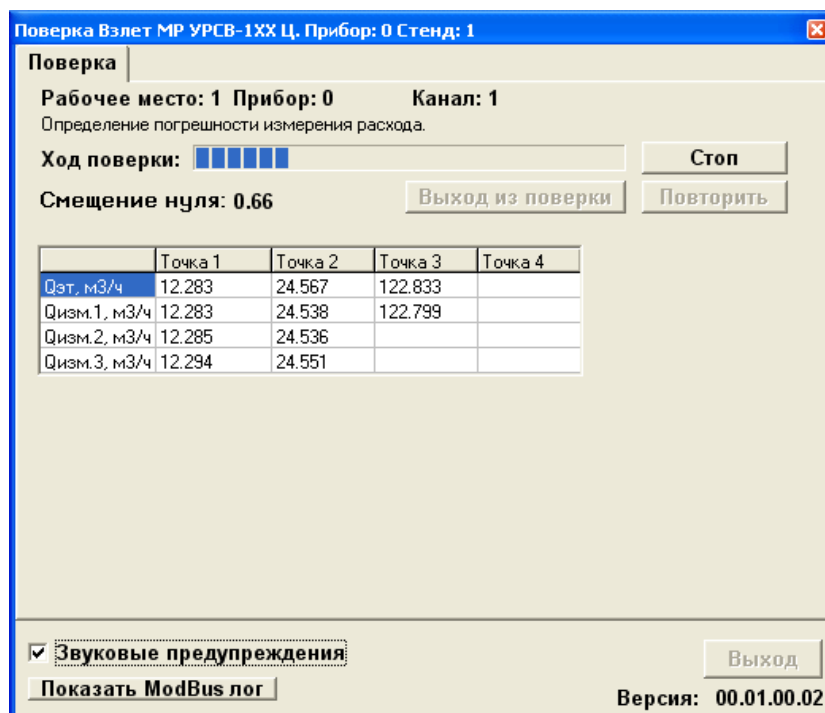 Поверка Взлет МР УРСВ-1XX Ц. Прибор: 0 Стенд: 1
Поверка
Рабочее место: 1 Прибор: 0 Канал: 1
Определение погрешности измерения расхода.
Ход поверки: Стоп
Смещение нуля: 0.66 Выход из поверки Повторить
Точка 1 Точка 2 Точка 3 Точка 4
Qэт, м3/ч 12.283 24.567 122.833
Qизм.1, м3/ч 12.283 24.538 122.799
Qизм.2, м3/ч 12.285 24.536
Qизм.3, м3/ч 12.294 24.551
Звуковые предупреждения
Выход
Показать ModBus лог
Версия: 00.01.00.02